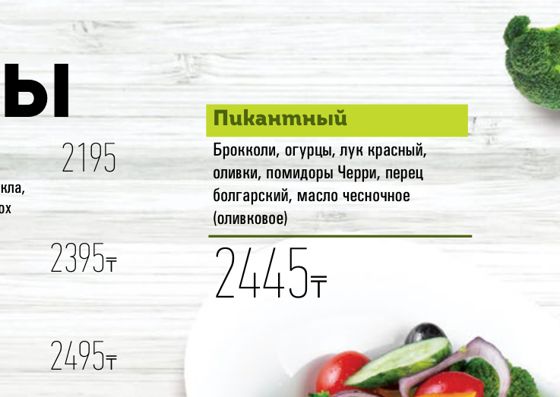 ы
2195
кла,
ох
2395₸
2495₸
Пикантный
Брокколи, огурцы, лук красный,
оливки, помидоры Черри, перец
болгарский, масло чесночное
(оливковое)
2445₸